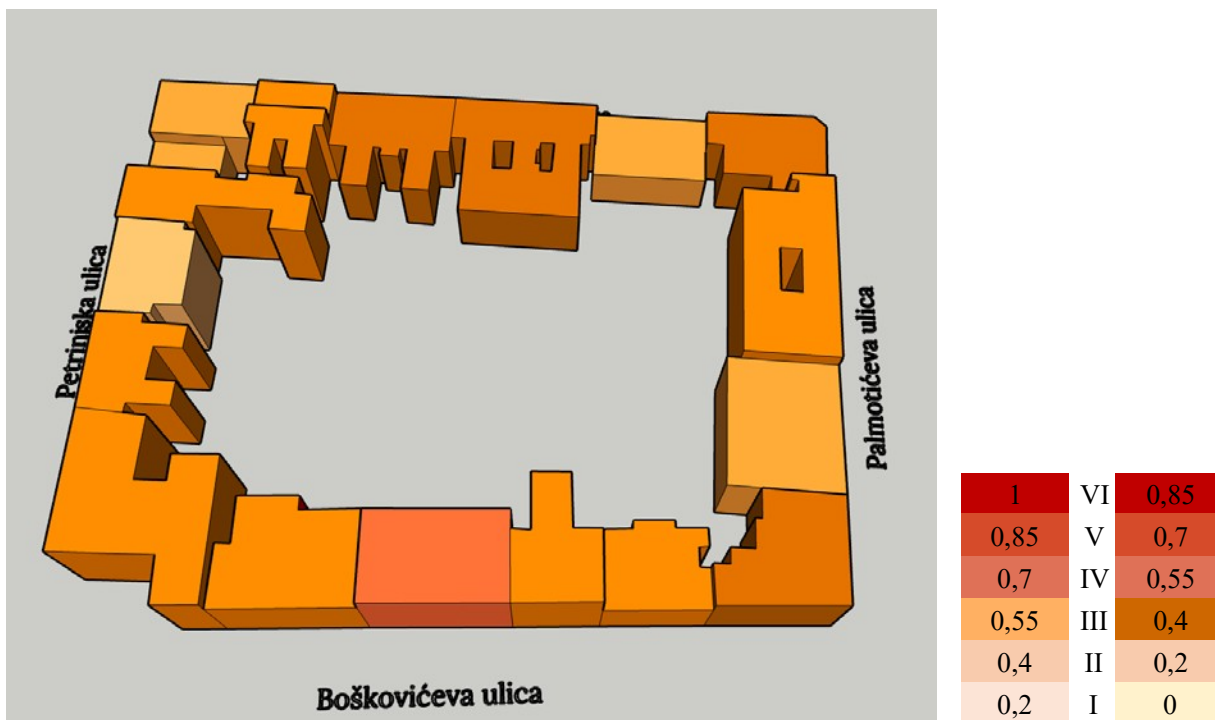 Petrinjska ulica
Palmotićeva ulica
Boškovićeva ulica
1 VI 0,85
0,85 V 0,7
0,7 IV 0,55
0,55 III 0,4
0,4 II 0,2
0,2 I 0